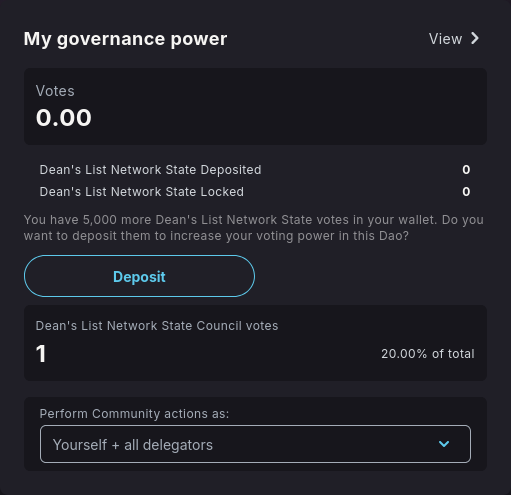 My governance power
View
Votes
0.00
Dean's List Network State Deposited 0
Dean's List Network State Locked 0
You have 5,000 more Dean's List Network State votes in your wallet. Do you
want to deposit them to increase your voting power in this Dao?
Deposit
Dean's List Network State Council votes
1
20.00% of total
Perform Community actions as:
Yourself + all delegators